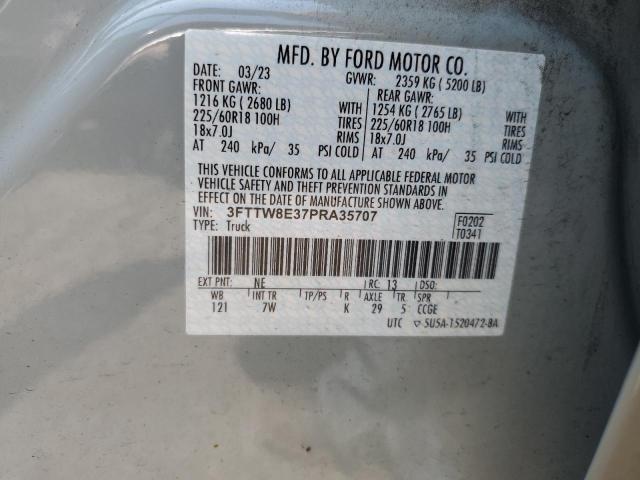 MFD. BY FORD MOTOR CO.
DATE: 03/23 GVWR: 2359 KG ( 5200 LB)
FRONT GAWR: REAR GAWR:
1216 KG ( 2680 LB) WITH 1254 KG ( 2765 LB) WITH
225/60R18 100H TIRES 225/60R18 100H TIRES
18x7.0J RIMS 18x7.0J RIMS
AT 240 kPa/ 35 PSI COLD AT 240 kPa/ 35 PSI COLD
THIS VEHICLE CONFORMS TO ALL APPLICABLE FEDERAL MOTOR
VEHICLE SAFETY AND THEFT PREVENTION STANDARDS IN
EFFECT ON THE DATE OF MANUFACTURE SHOWN ABOVE.
VIN: 3FTTW8E37PRA35707 F0202
TYPE: Truck T0341
EXT PNT: NE RC: 13 DSO:
WB INT TR TP/PS R AXLE TR SPR
121 7W K 29 5 CCGE
UTC ▽ 5U5A-1520472-BA